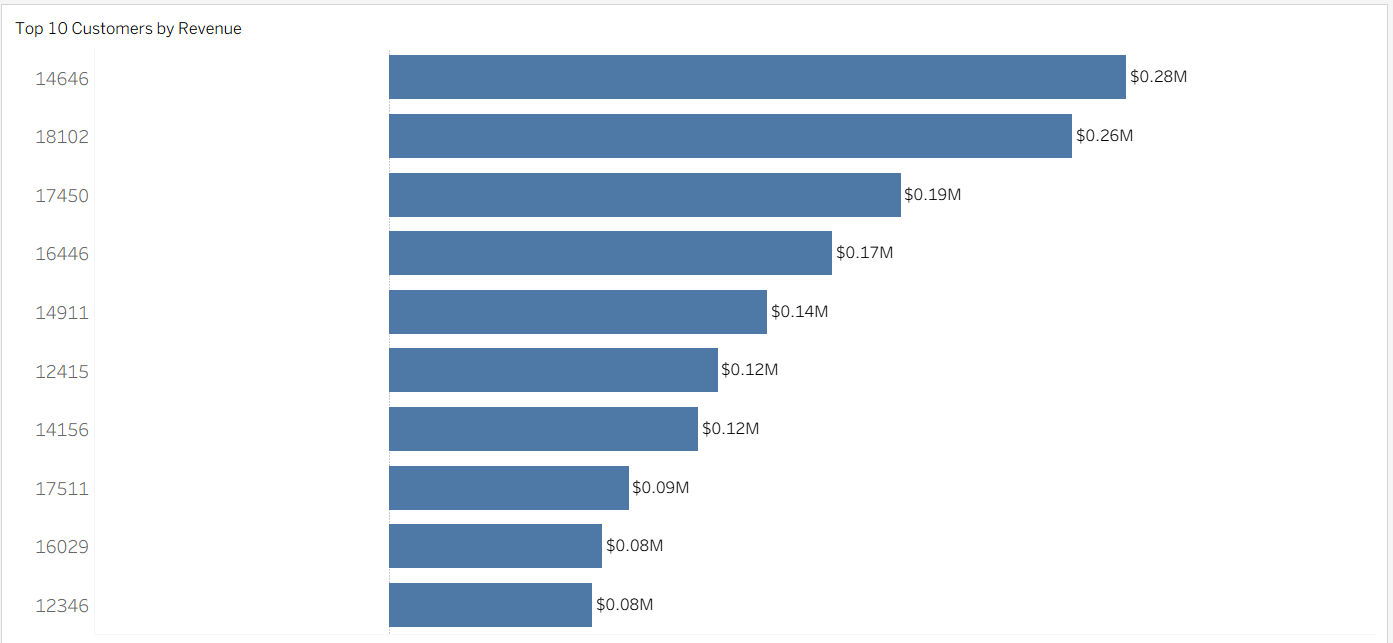 Top 10 Customers by Revenue
14646 $0.28M
18102 $0.26M
17450 $0.19M
16446 $0.17M
14911 $0.14M
12415 $0.12M
14156 $0.12M
17511 $0.09M
16029 $0.08M
12346 $0.08M